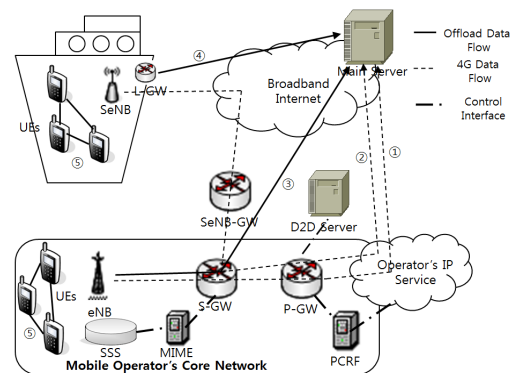 ④
L-GW
SeNB
UEs
⑤
Main Server
Broadband
Internet
Offload Data
Flow
4G Data
Flow
Control
Interface
②
①
③
SeNB-GW
D2D Server
Operator's IP
Service
UEs
eNB
⑤
SSS
MIME
S-GW
P-GW
PCRF
Mobile Operator's Core Network